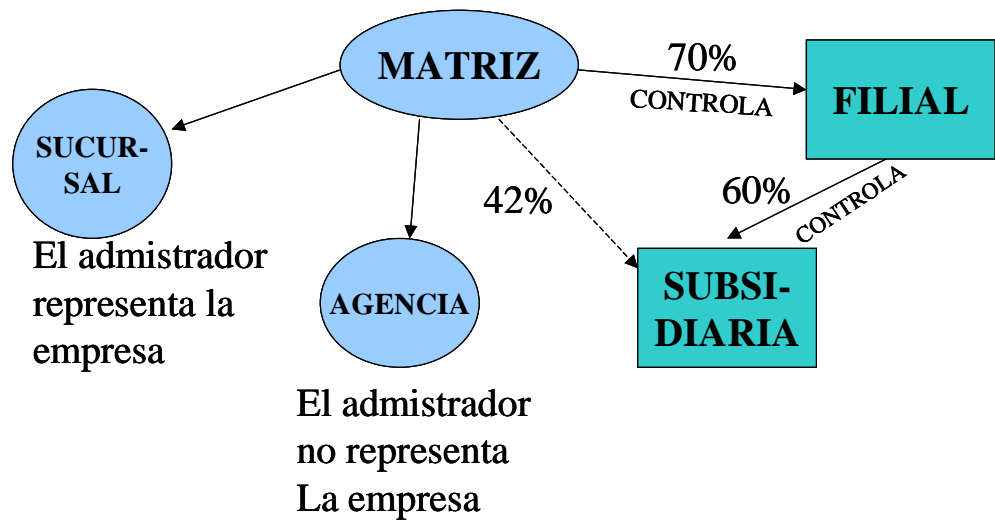 MATRIZ
70%
CONTROLA
FILIAL
SUCUR-
SAL
El admistrador
representa la
empresa
AGENCIA
El admistrador
no representa
La empresa
42%
60%
CONTROLA
SUBSI-
DIARIA